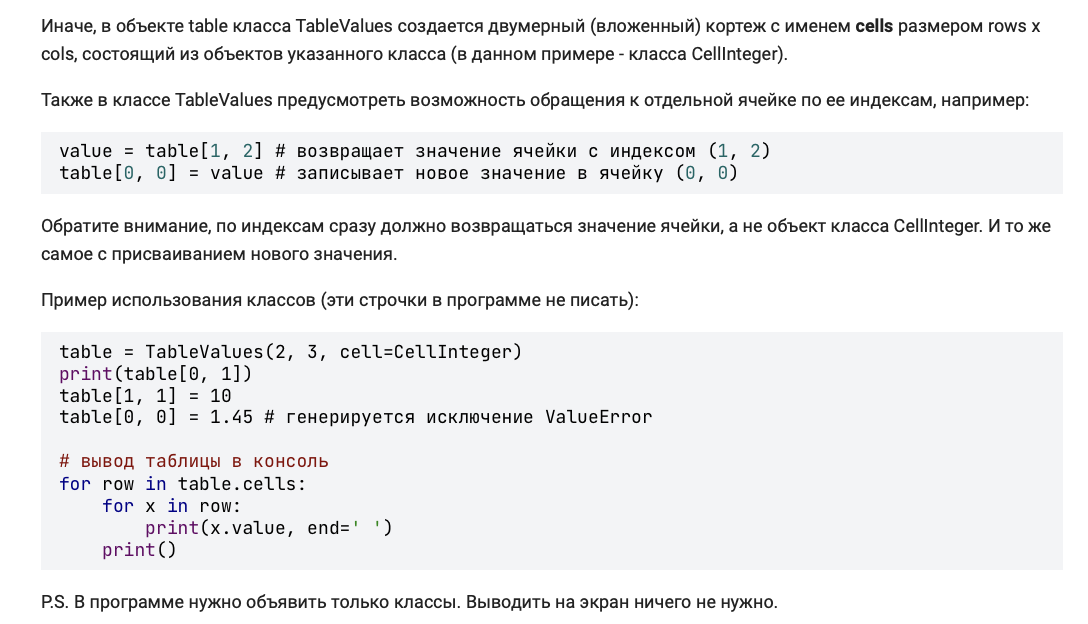 Иначе, в объекте table класса TableValues создается двумерный (вложенный) кортеж с именем cells размером rows x
cols, состоящий из объектов указанного класса (в данном примере - класса CellInteger).
Также в классе TableValues предусмотреть возможность обращения к отдельной ячейке по ее индексам, например:
value = table[1, 2] # возвращает значение ячейки с индексом (1, 2)
table[0, 0] = value # записывает новое значение в ячейку (0, 0)
Обратите внимание, по индексам сразу должно возвращаться значение ячейки, а не объект класса CellInteger. И то же
самое с присваиванием нового значения.
Пример использования классов (эти строчки в программе не писать):
table = TableValues(2, 3, cell=CellInteger)
print(table[0, 1])
table[1, 1] = 10
table[0, 0] = 1.45 # генерируется исключение ValueError
# вывод таблицы в консоль
for row in table.cells:
    for x in row:
        print(x.value, end=' ')
    print()
P.S. В программе нужно объявить только классы. Выводить на экран ничего не нужно.